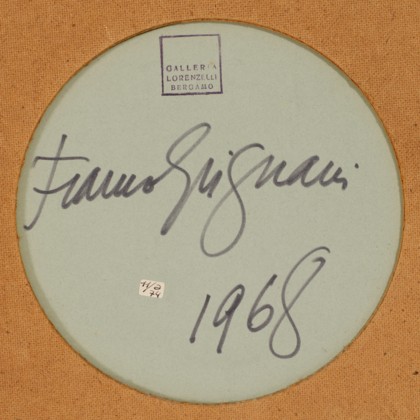 GALLERIA
LORENZELLI
BERGAMO
Franco Grignani
1968